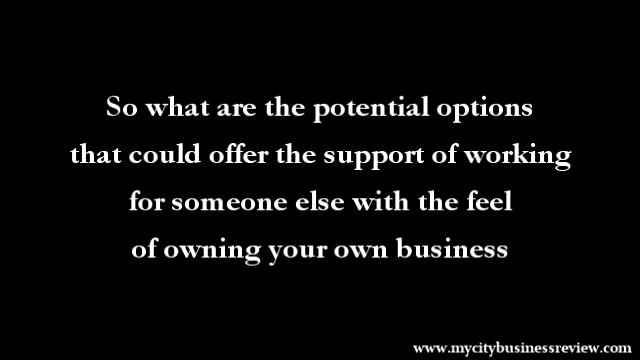 So what are the potential options
that could offer the support of working
for someone else with the feel
of owning your own business
www.mycitybusinessreview.com